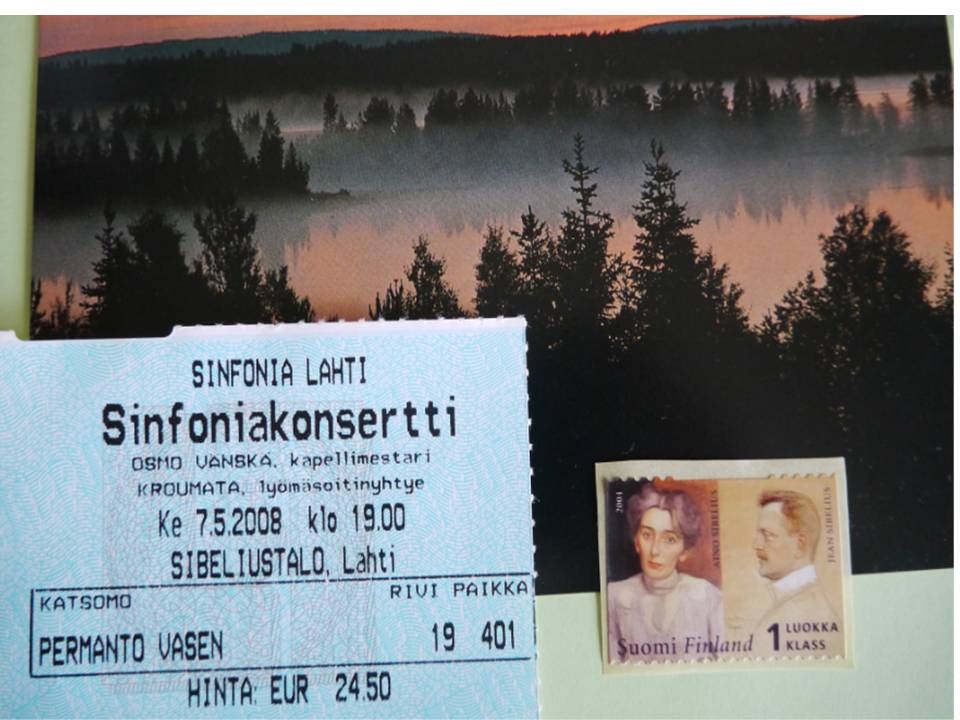 SINFONIA LAHTI
Sinfoniakonsertti
OSMO VÄNSKÄ, kapellimestari
KROUMATA, lyömäsoitinyhtye
Ke 7.5.2008 klo 19.00
SIBELIUSTALO, Lahti
KATSOMO RIVI PAIKKA
PERMANTO VASEN 19 401
HINTA: EUR 24.50
2004
AINO SIBELIUS
JEAN SIBELIUS
Suomi Finland
1 LUOKKA
KLASS